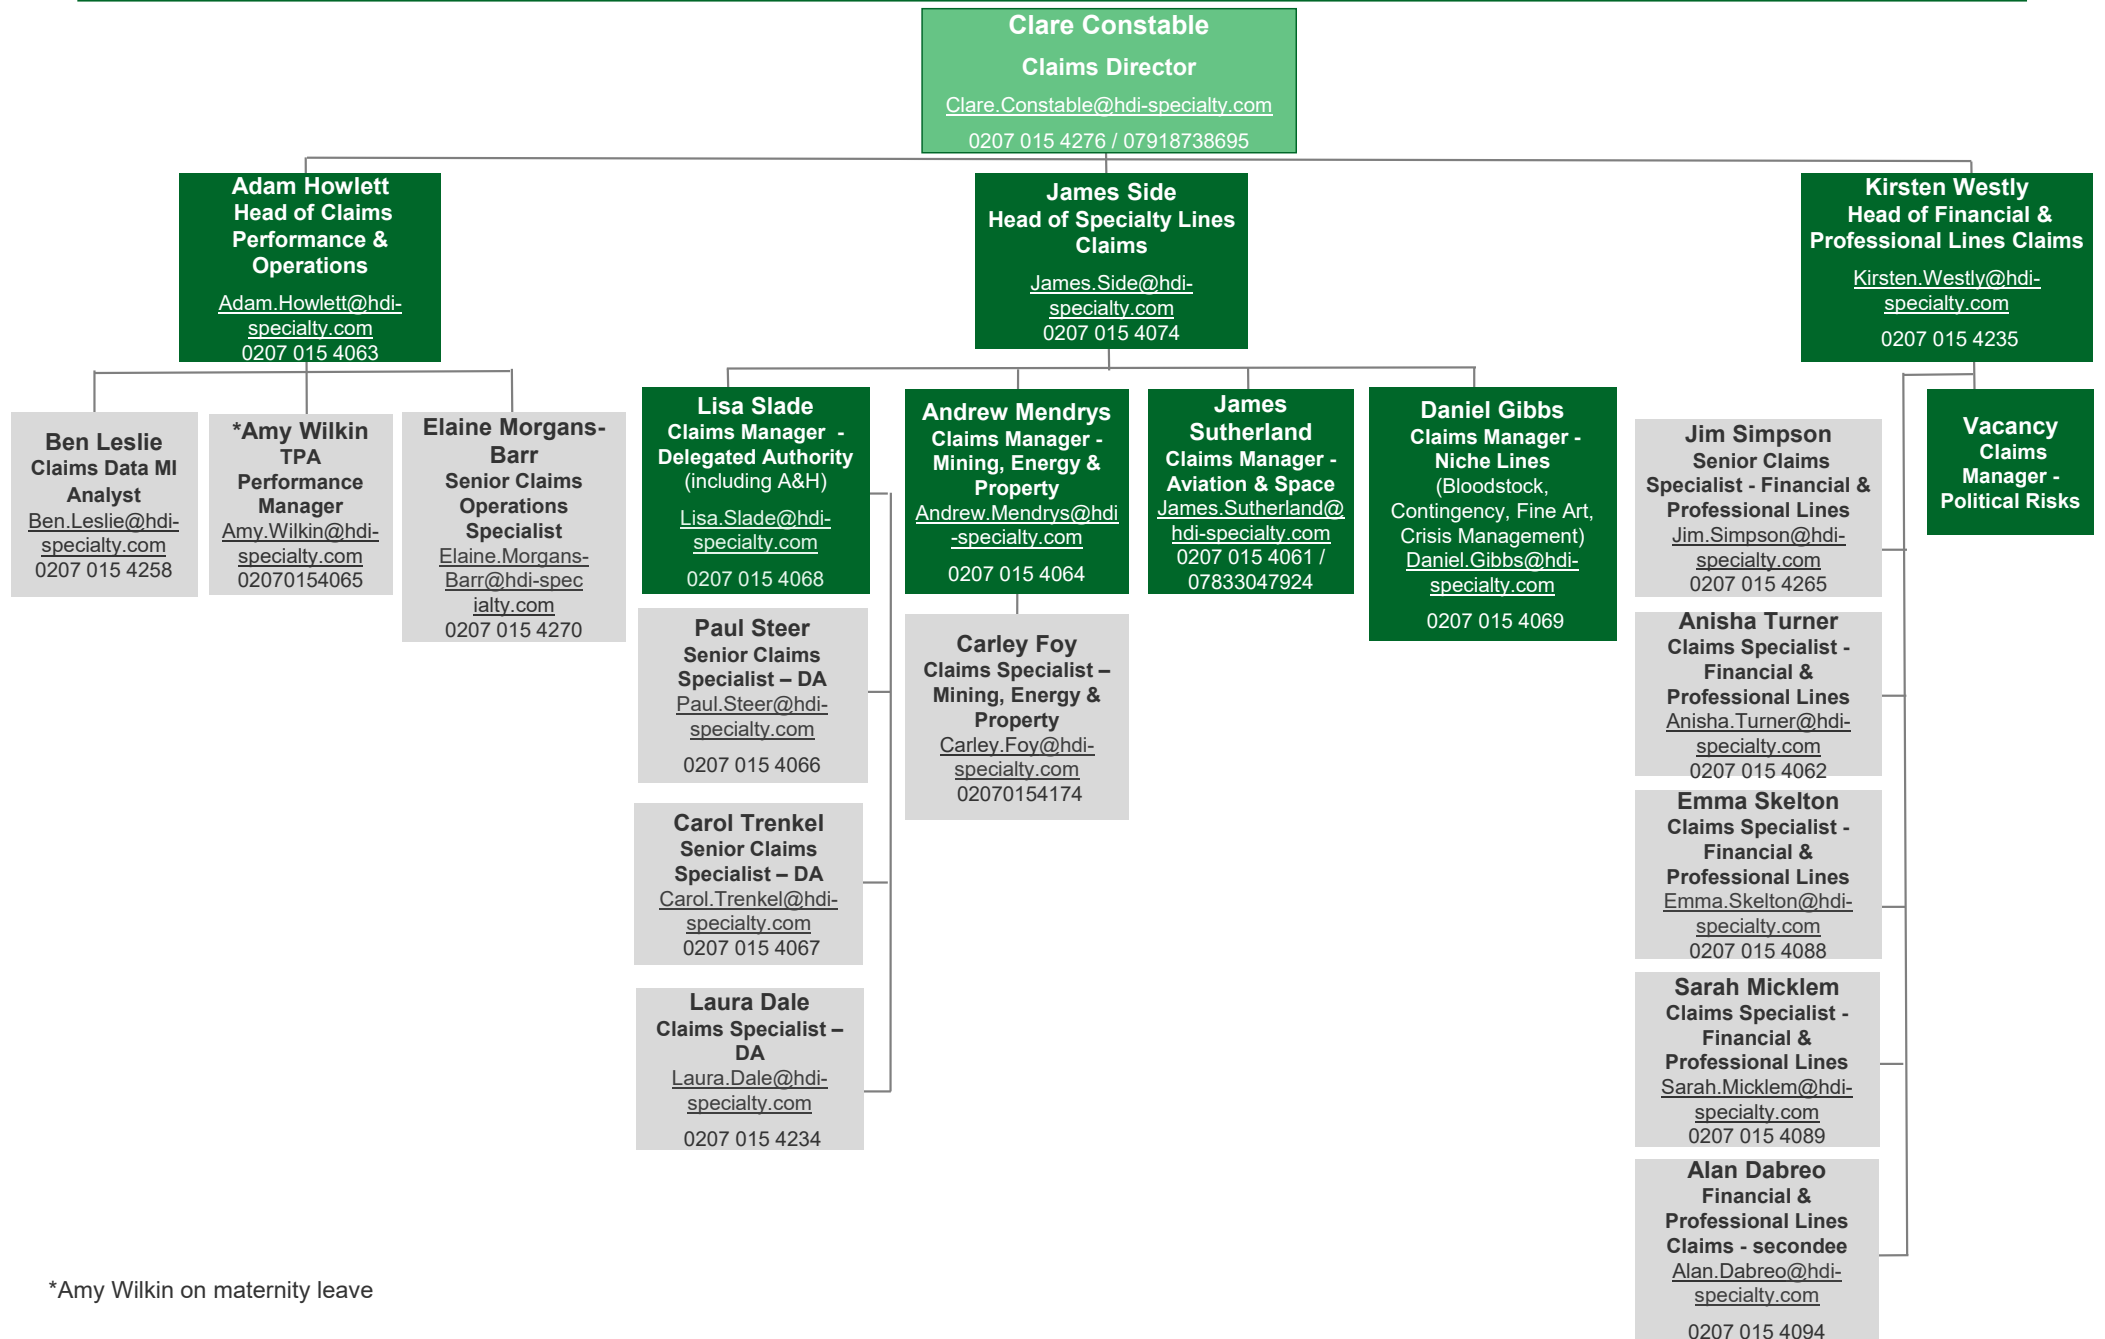 Clare Constable
Claims Director
Clare.Constable@hdi-specialty.com
0207 015 4276 / 07918738695
Adam Howlett
Head of Claims
Performance &
Operations
Adam.Howlett@hdi-
specialty.com
0207 015 4063
James Side
Head of Specialty Lines
Claims
James.Side@hdi-
specialty.com
0207 015 4074
Kirsten Westly
Head of Financial &
Professional Lines Claims
Kirsten.Westly@hdi-
specialty.com
0207 015 4235
Ben Leslie
Claims Data MI
Analyst
Ben.Leslie@hdi-
specialty.com
0207 015 4258
*Amy Wilkin
TPA
Performance
Manager
Amy.Wilkin@hdi-
specialty.com
02070154065
Elaine Morgans-
Barr
Senior Claims
Operations
Specialist
Elaine.Morgans-
Barr@hdi-spec
ialty.com
0207 015 4270
Lisa Slade
Claims Manager -
Delegated Authority
(including A&H)
Lisa.Slade@hdi-
specialty.com
0207 015 4068
Andrew Mendrys
Claims Manager -
Mining, Energy &
Property
Andrew.Mendrys@hdi
-specialty.com
0207 015 4064
James
Sutherland
Claims Manager -
Aviation & Space
James.Sutherland@
hdi-specialty.com
0207 015 4061 /
07833047924
Daniel Gibbs
Claims Manager -
Niche Lines
(Bloodstock,
Contingency, Fine Art,
Crisis Management)
Daniel.Gibbs@hdi-
specialty.com
0207 015 4069
Jim Simpson
Senior Claims
Specialist - Financial &
Professional Lines
Jim.Simpson@hdi-
specialty.com
0207 015 4265
Vacancy
Claims
Manager -
Political Risks
Paul Steer
Senior Claims
Specialist – DA
Paul.Steer@hdi-
specialty.com
0207 015 4066
Carley Foy
Claims Specialist –
Mining, Energy &
Property
Carley.Foy@hdi-
specialty.com
02070154174
Anisha Turner
Claims Specialist -
Financial &
Professional Lines
Anisha.Turner@hdi-
specialty.com
0207 015 4062
Carol Trenkel
Senior Claims
Specialist – DA
Carol.Trenkel@hdi-
specialty.com
0207 015 4067
Emma Skelton
Claims Specialist -
Financial &
Professional Lines
Emma.Skelton@hdi-
specialty.com
0207 015 4088
Laura Dale
Claims Specialist –
DA
Laura.Dale@hdi-
specialty.com
0207 015 4234
Sarah Micklem
Claims Specialist -
Financial &
Professional Lines
Sarah.Micklem@hdi-
specialty.com
0207 015 4089
Alan Dabreo
Financial &
Professional Lines
Claims - secondee
Alan.Dabreo@hdi-
specialty.com
0207 015 4094
*Amy Wilkin on maternity leave